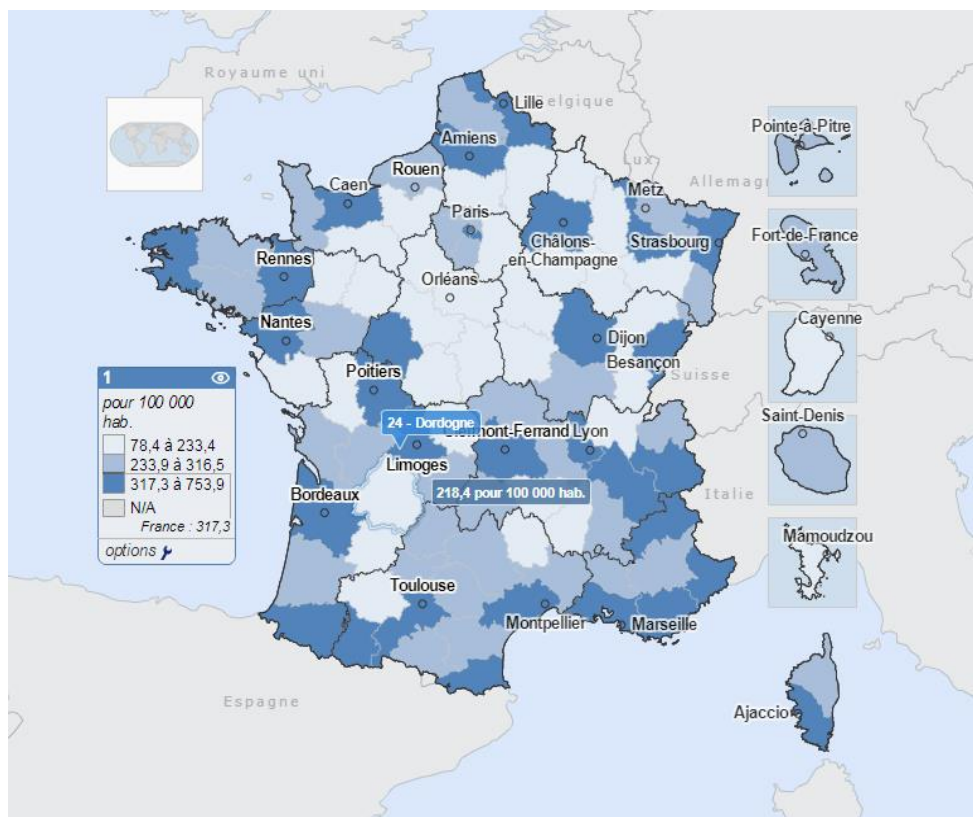 Royaume uni
Belgique
Lille
Amiens
Rouen
Caen
Lux
Metz
Allemag
Paris
Strasbourg
Châlons-
en-Champagne
Rennes
Orléans
Nantes
Dijon
Besançon
Poitiers
Suisse
24 - Dordogne
mont-Ferrand
Lyon
Limoges
218,4 pour 100 000 hab.
Italie
Bordeaux
Toulouse
Montpellier
Marseille
Espagne
Ajaccio
Pointe-à-Pitre
Fort-de-France
Cayenne
Saint-Denis
Mamoudzou
1
pour 100 000
hab.
78,4 à 233,4
233,9 à 316,5
317,3 à 753,9
N/A
France : 317,3
options